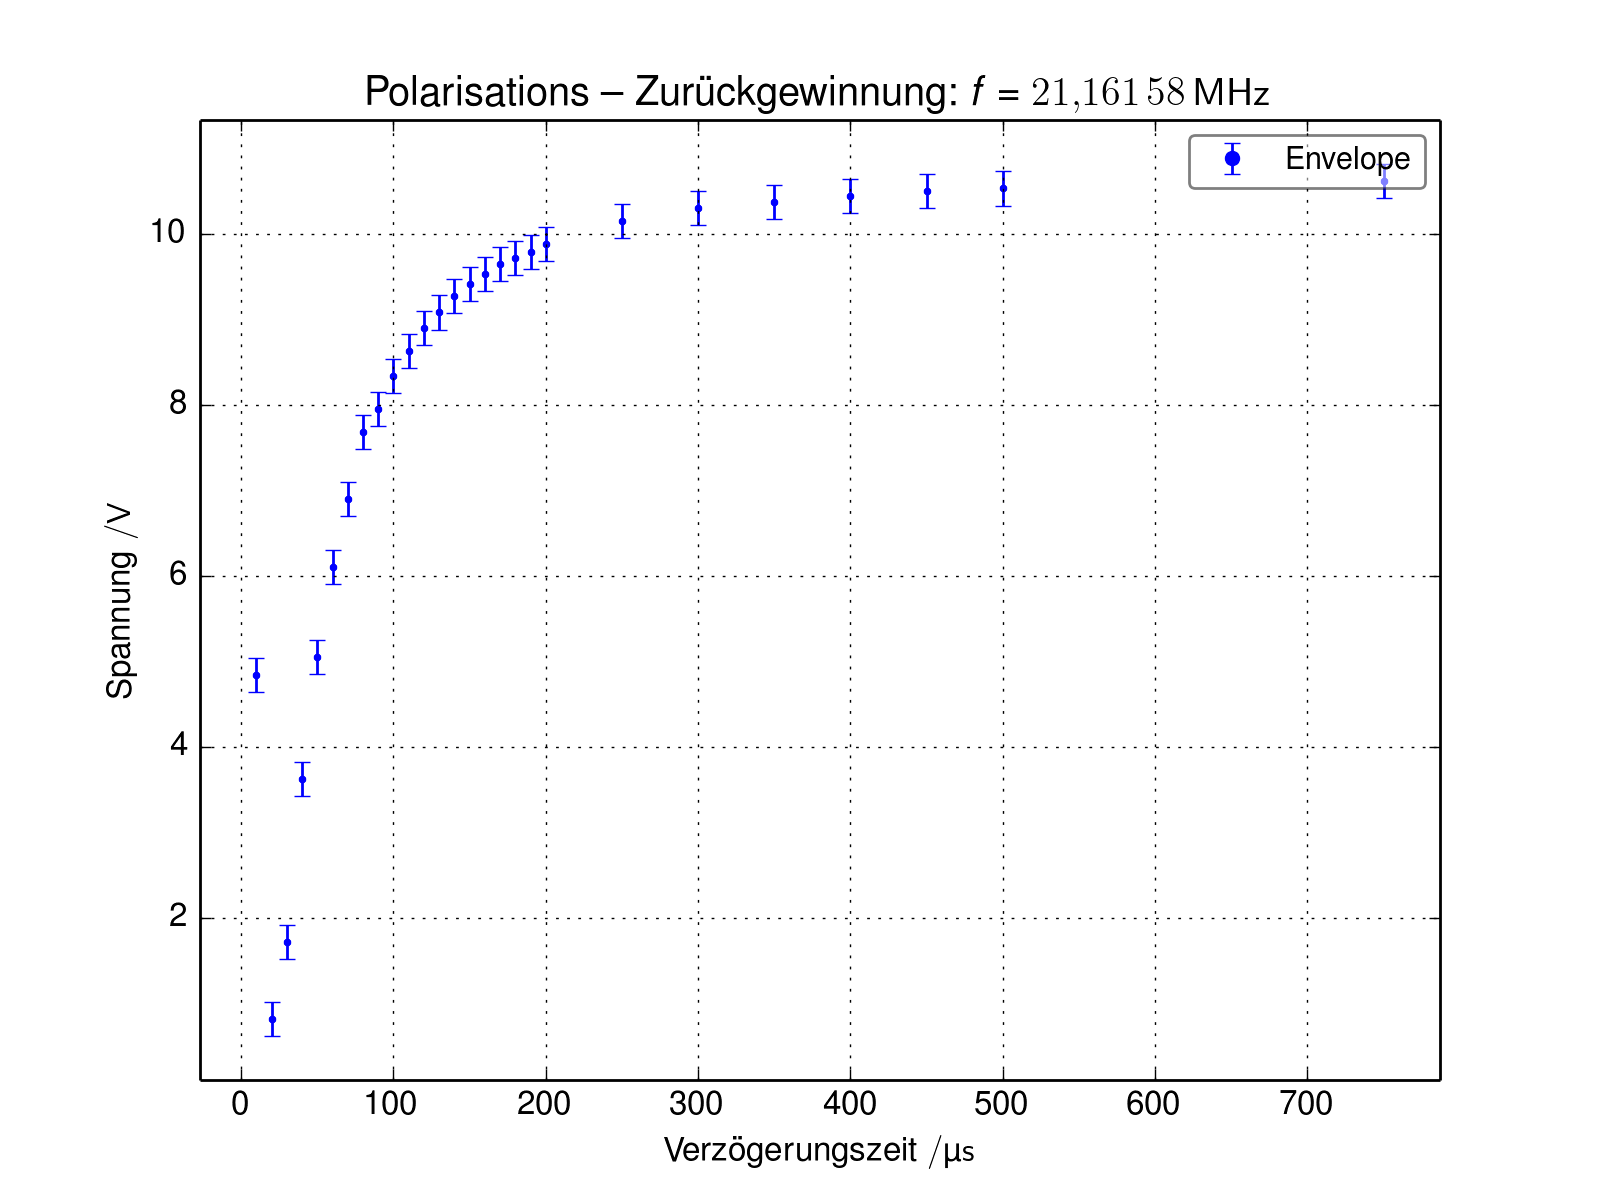 Polarisations – Zurückgewinnung: f = 21,161 58 MHz
Envelope
10
8
6
4
2
Spannung /V
0 100 200 300 400 500 600 700
Verzögerungszeit /µs